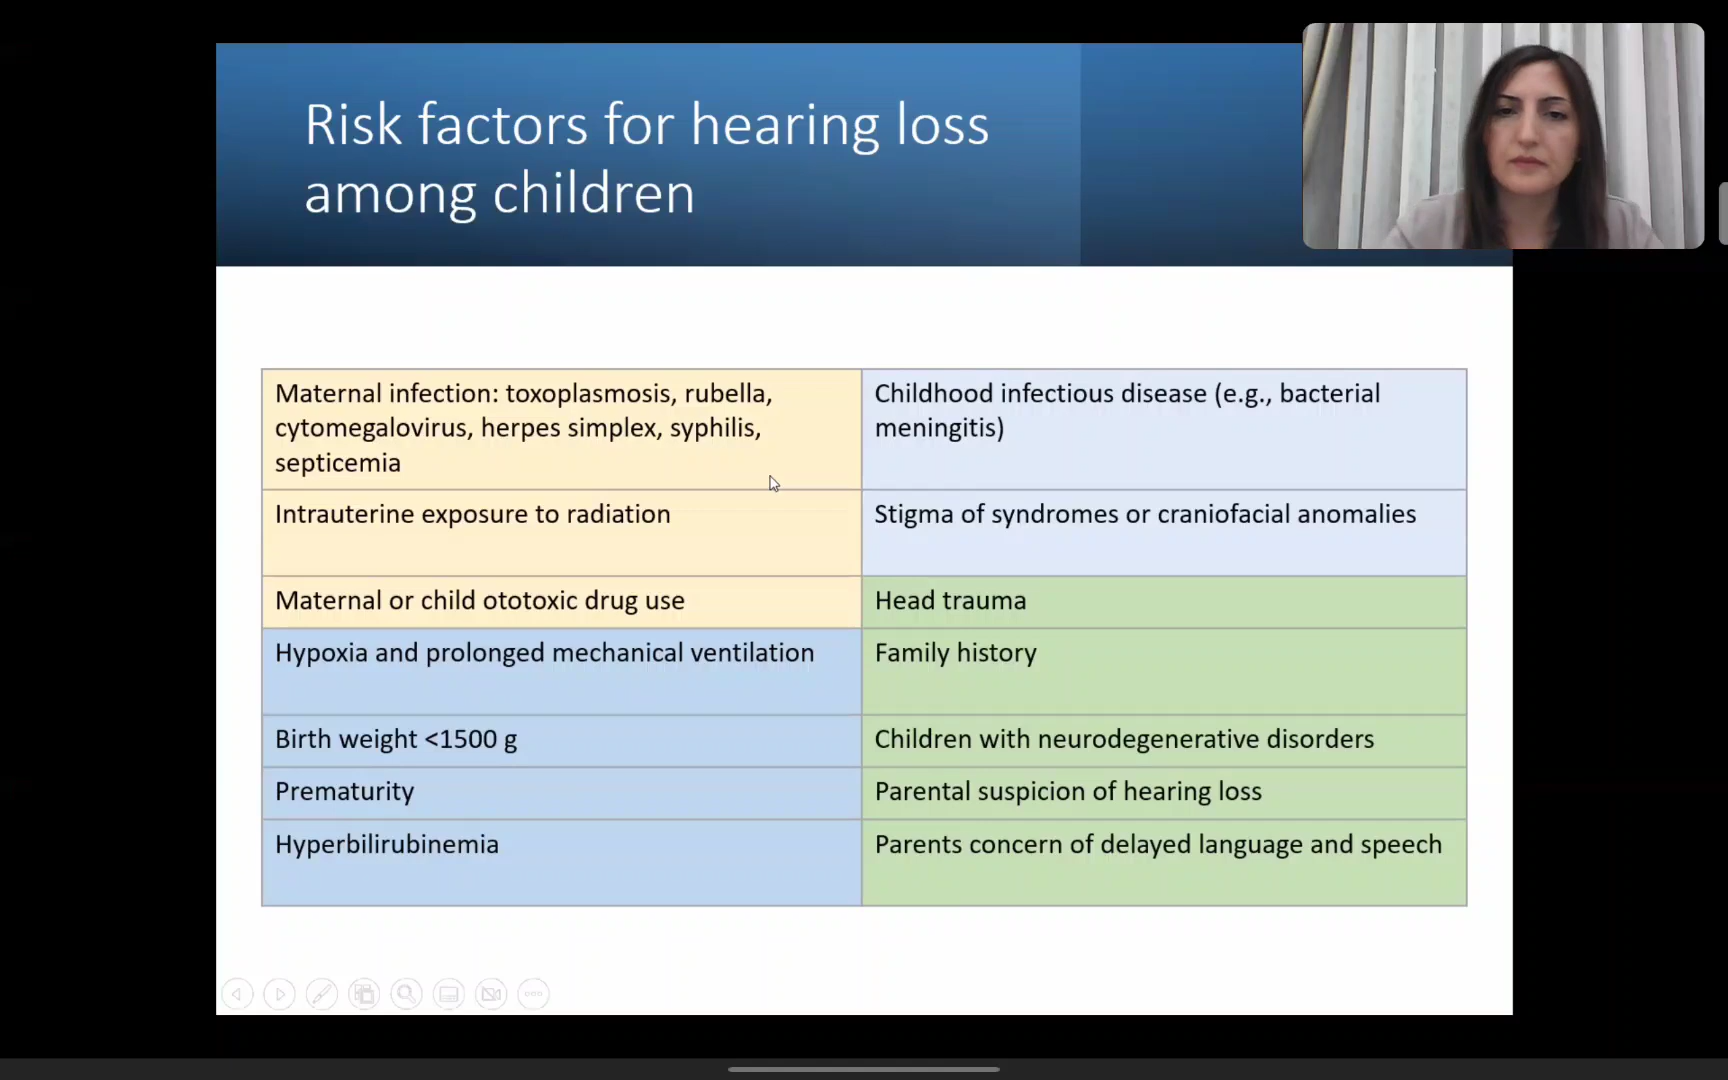 Risk factors for hearing loss
among children
Maternal infection: toxoplasmosis, rubella,
cytomegalovirus, herpes simplex, syphilis,
septicemia
Childhood infectious disease (e.g., bacterial
meningitis)
Intrauterine exposure to radiation
Stigma of syndromes or craniofacial anomalies
Maternal or child ototoxic drug use
Head trauma
Hypoxia and prolonged mechanical ventilation
Family history
Birth weight <1500 g
Children with neurodegenerative disorders
Prematurity
Parental suspicion of hearing loss
Hyperbilirubinemia
Parents concern of delayed language and speech